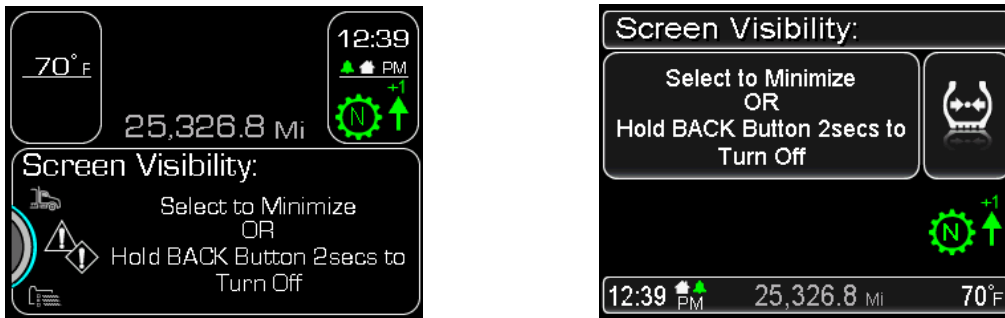 70°F
12:39
PM
+1
N
25,326.8 Mi
Screen Visibility:
Select to Minimize
OR
Hold BACK Button 2secs to
Turn Off
Screen Visibility:
Select to Minimize
OR
Hold BACK Button 2secs to
Turn Off
+1
N
12:39 PM 25,326.8 Mi 70°F